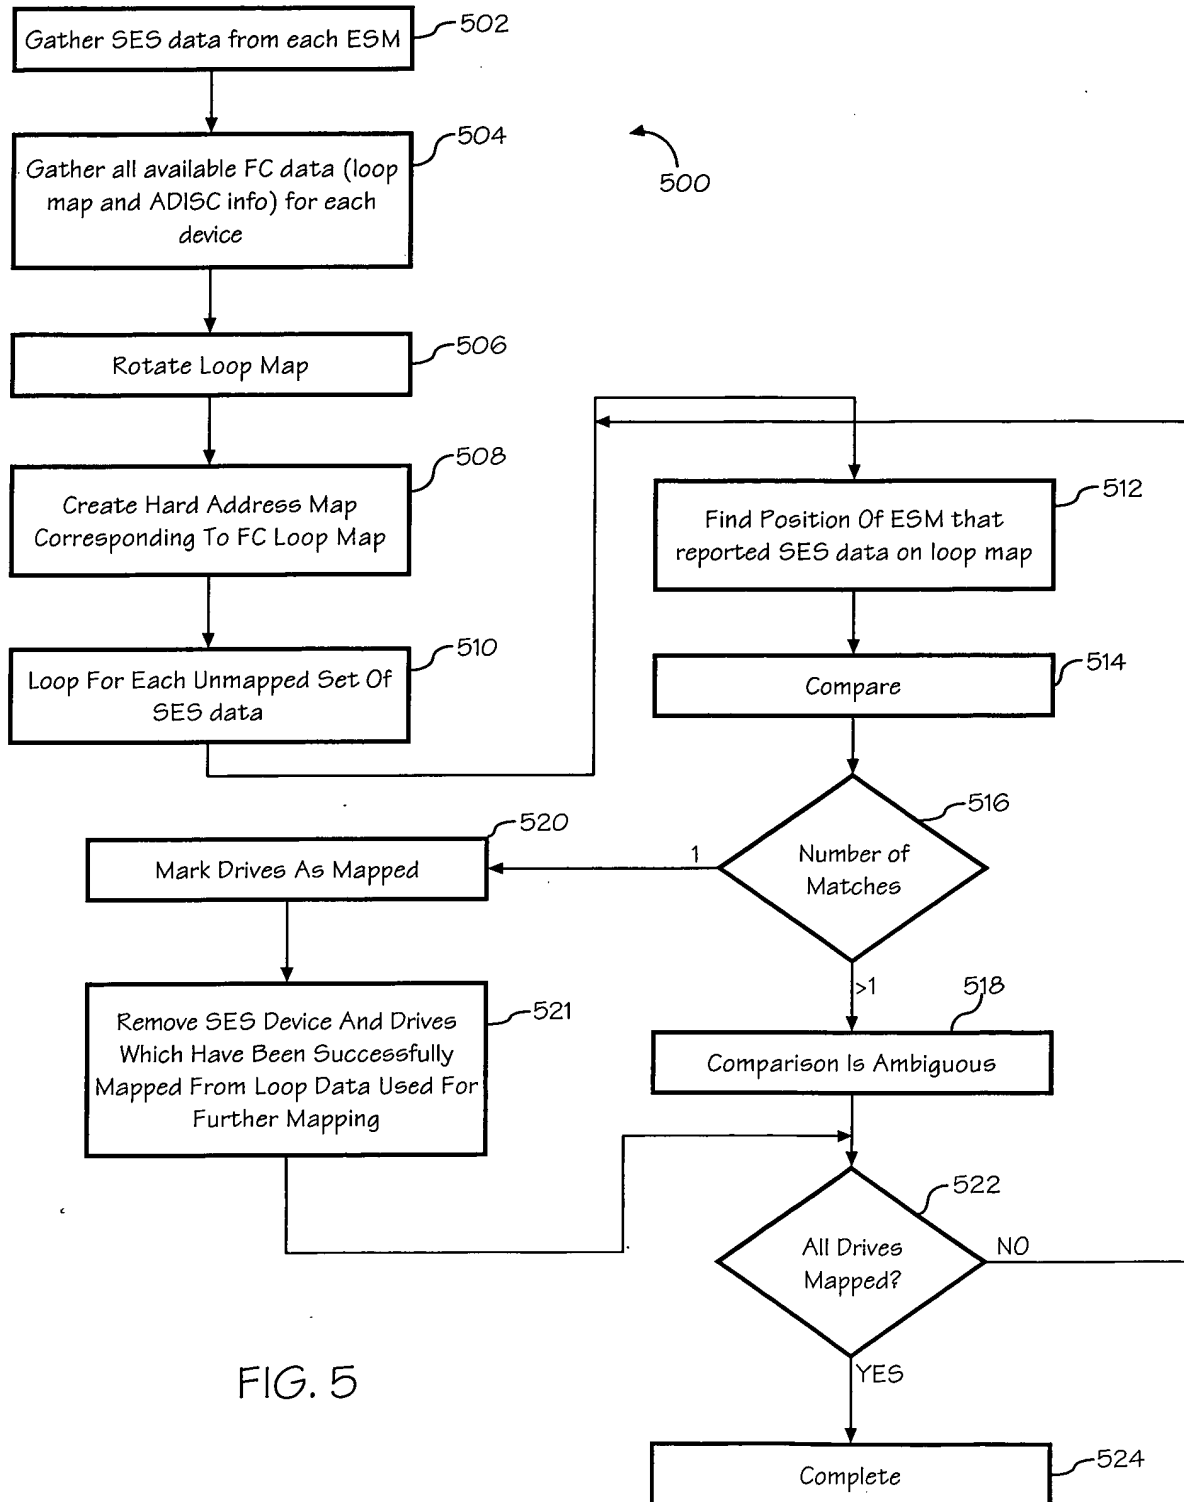 Gather SES data from each ESM
502
Gather all available FC data (loop
map and ADISC info) for each
device
504
500
Rotate Loop Map
506
Create Hard Address Map
Corresponding To FC Loop Map
508
Loop For Each Unmapped Set Of
SES data
510
Find Position Of ESM that
reported SES data on loop map
512
Compare
514
Number of
Matches
516
1
>1
Mark Drives As Mapped
520
Remove SES Device And Drives
Which Have Been Successfully
Mapped From Loop Data Used For
Further Mapping
521
Comparison Is Ambiguous
518
All Drives
Mapped?
522
NO
YES
Complete
524
FIG. 5